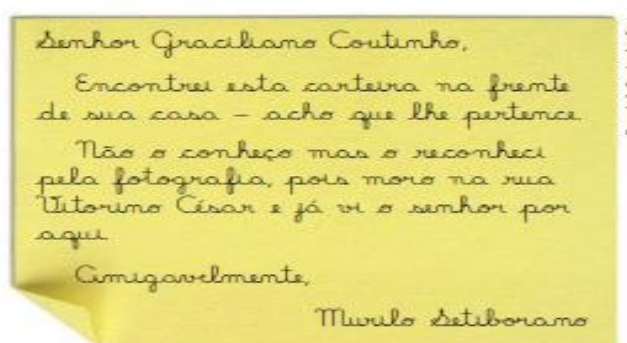 Senhor Graciliano Coutinho,
Encontrei esta carteira na frente
de sua casa – acho que lhe pertence.
Não o conheço mas o reconheci
pela fotografia, pois moro na rua
Vitorino César e já vi o senhor por
aqui.
Amigavelmente,
Murilo Setiborano